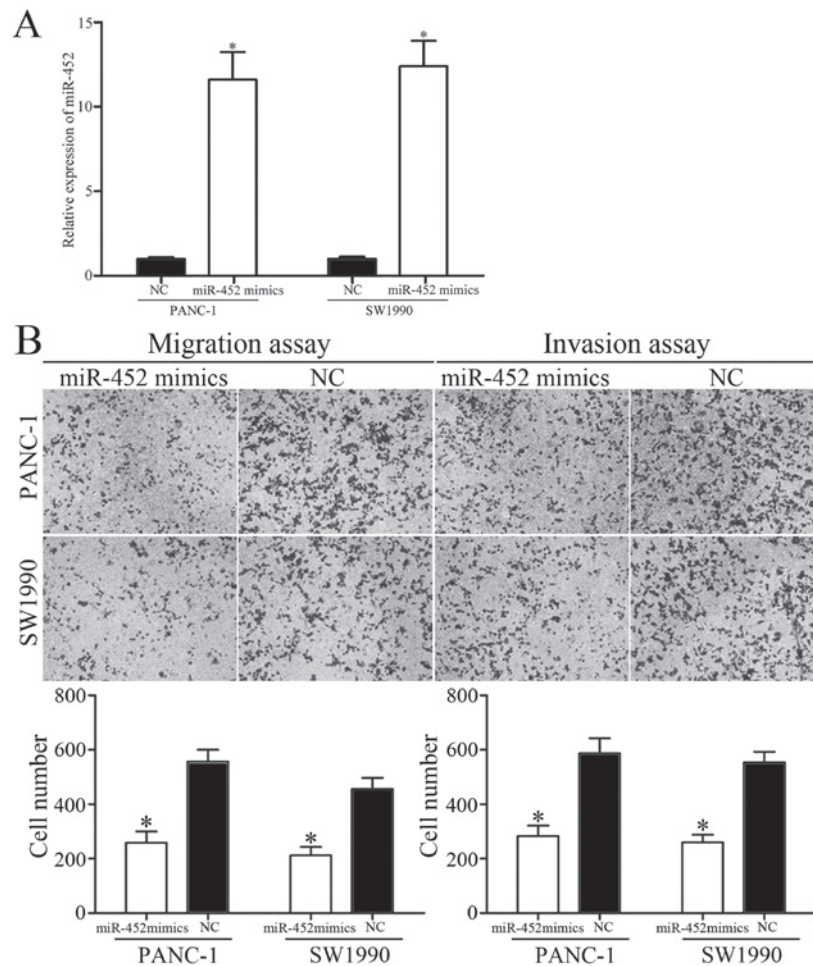 A
Relative expression of miR-452
15
*
*
10
5
0
NC
miR-452 mimics
NC
miR-452 mimics
PANC-1
SW1990
B
Migration assay
Invasion assay
miR-452 mimics
NC
miR-452 mimics
NC
PANC-1
SW1990
Cell number
800
600
400
200
0
*
*
miR-452mimics
NC
miR-452mimics
NC
PANC-1
SW1990
Cell number
800
600
400
200
0
*
*
miR-452mimics
NC
miR-452mimics
NC
PANC-1
SW1990